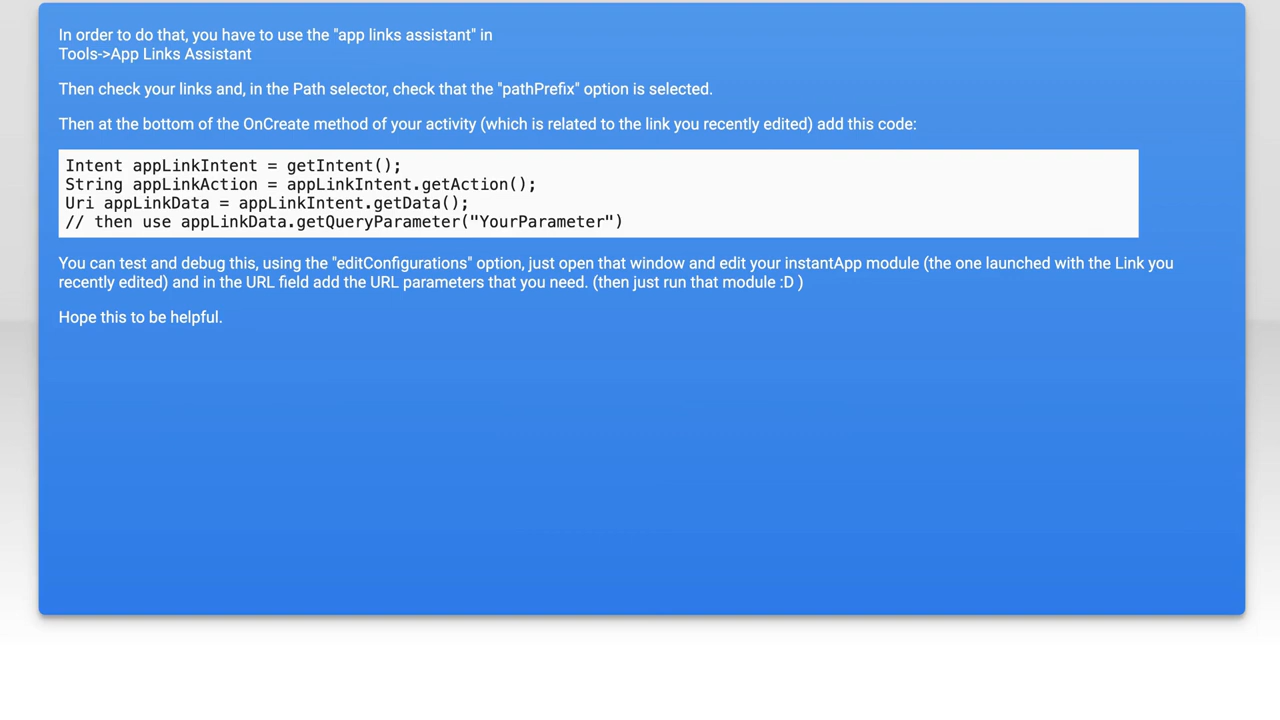 In order to do that, you have to use the "app links assistant" in
Tools->App Links Assistant
Then check your links and, in the Path selector, check that the "pathPrefix" option is selected.
Then at the bottom of the OnCreate method of your activity (which is related to the link you recently edited) add this code:
Intent appLinkIntent = getIntent();
String appLinkAction = appLinkIntent.getAction();
Uri appLinkData = appLinkIntent.getData();
// then use appLinkData.getQueryParameter("YourParameter")
You can test and debug this, using the "editConfigurations" option, just open that window and edit your instantApp module (the one launched with the Link you
recently edited) and in the URL field add the URL parameters that you need. (then just run that module :D )
Hope this to be helpful.